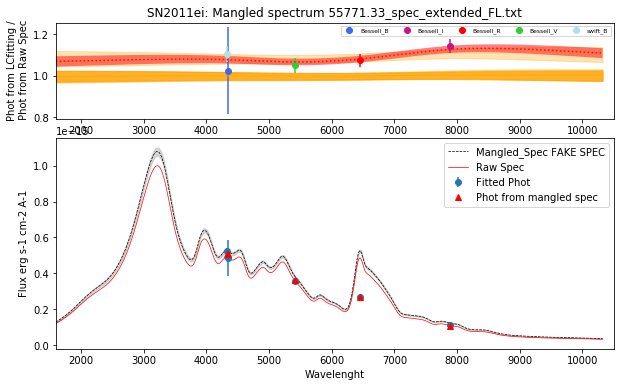 SN2011ei: Mangled spectrum 55771.33_spec_extended_FL.txt
Phot from LCfitting /
Phot from Raw Spec
1.2
1.0
0.8
Bessell_B Bessell_I Bessell_R Bessell_V swift_B
2000 3000 4000 5000 6000 7000 8000 9000 10000
Flux erg s-1 cm-2 A-1
1.0
0.8
0.6
0.4
0.2
0.0
Mangled_Spec FAKE SPEC
Raw Spec
Fitted Phot
Phot from mangled spec
2000 3000 4000 5000 6000 7000 8000 9000 10000
Wavelenght